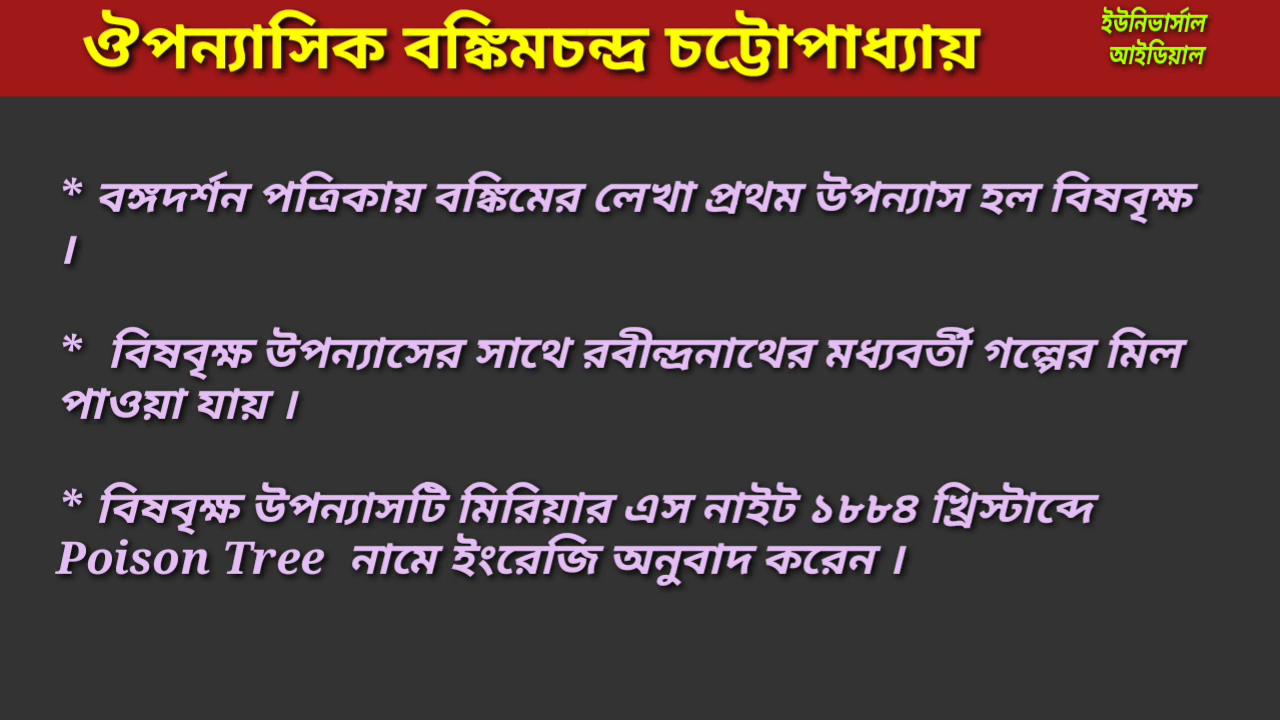 ঔপন্যাসিক বঙ্কিমচন্দ্র চট্টোপাধ্যায়
ইউনিভার্সাল
আইডিয়াল
* বঙ্গদর্শন পত্রিকায় বঙ্কিমের লেখা প্রথম উপন্যাস হল বিষবৃক্ষ
।
* বিষবৃক্ষ উপন্যাসের সাথে রবীন্দ্রনাথের মধ্যবর্তী গল্পের মিল
পাওয়া যায় ।
* বিষবৃক্ষ উপন্যাসটি মিরিয়ার এস নাইট ১৮৮৪ খ্রিস্টাব্দে
Poison Tree নামে ইংরেজি অনুবাদ করেন ।